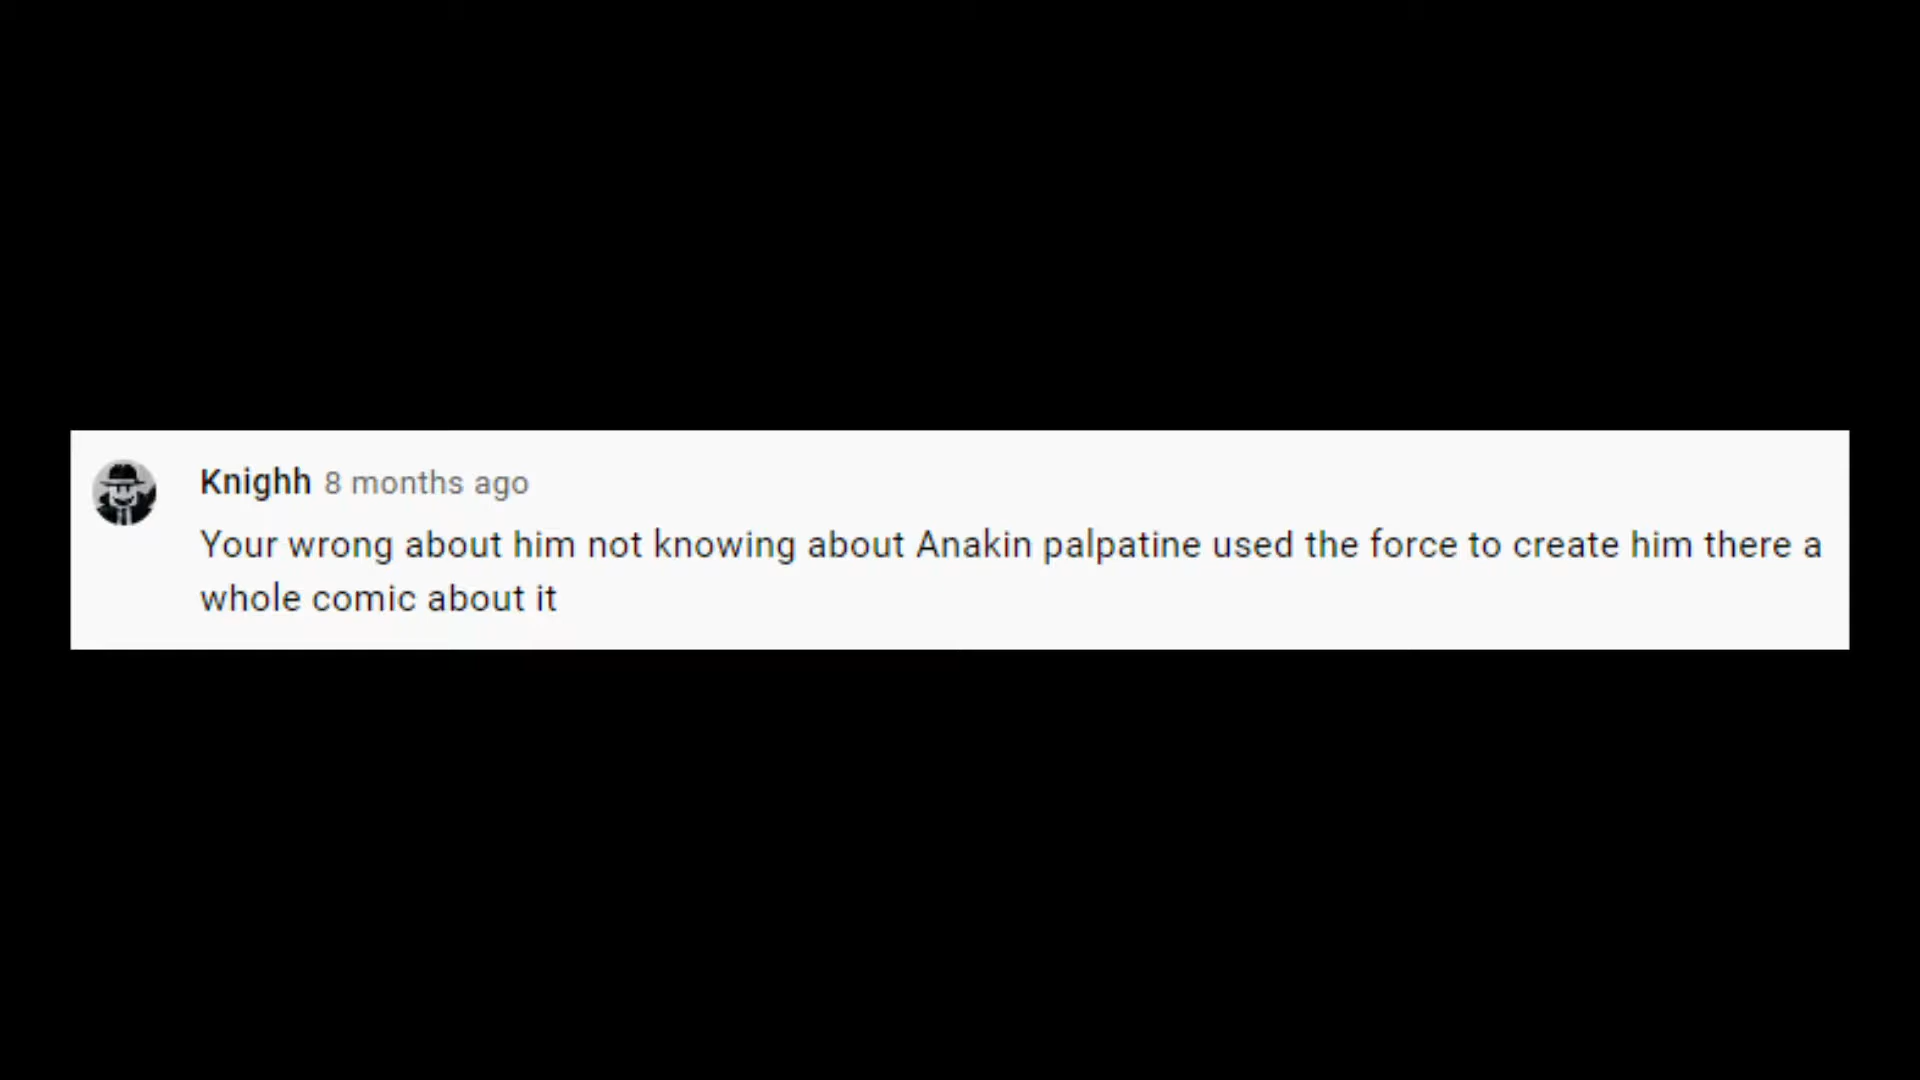 Knighh 8 months ago
Your wrong about him not knowing about Anakin palpatine used the force to create him there a
whole comic about it